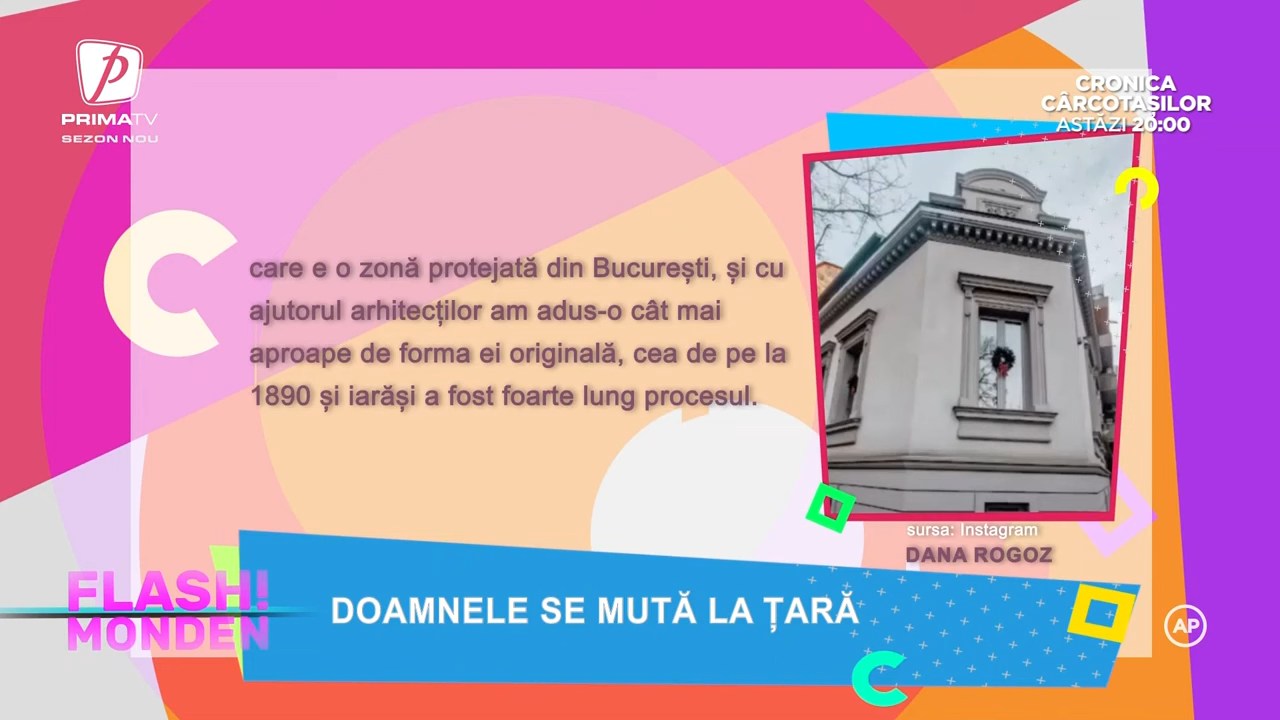 PRIMATV
SEZON NOU
CRONICA
CÂRCOTAȘILOR
ASTĂZI 20:00
care e o zonă protejată din București, și cu
ajutorul arhitecților am adus-o cât mai
aproape de forma ei originală, cea de pe la
1890 și iarăși a fost foarte lung procesul.
sursa: Instagram
DANA ROGOZ
FLASH!
MONDEN
DOAMNELE SE MUTĂ LA ȚARĂ
AP